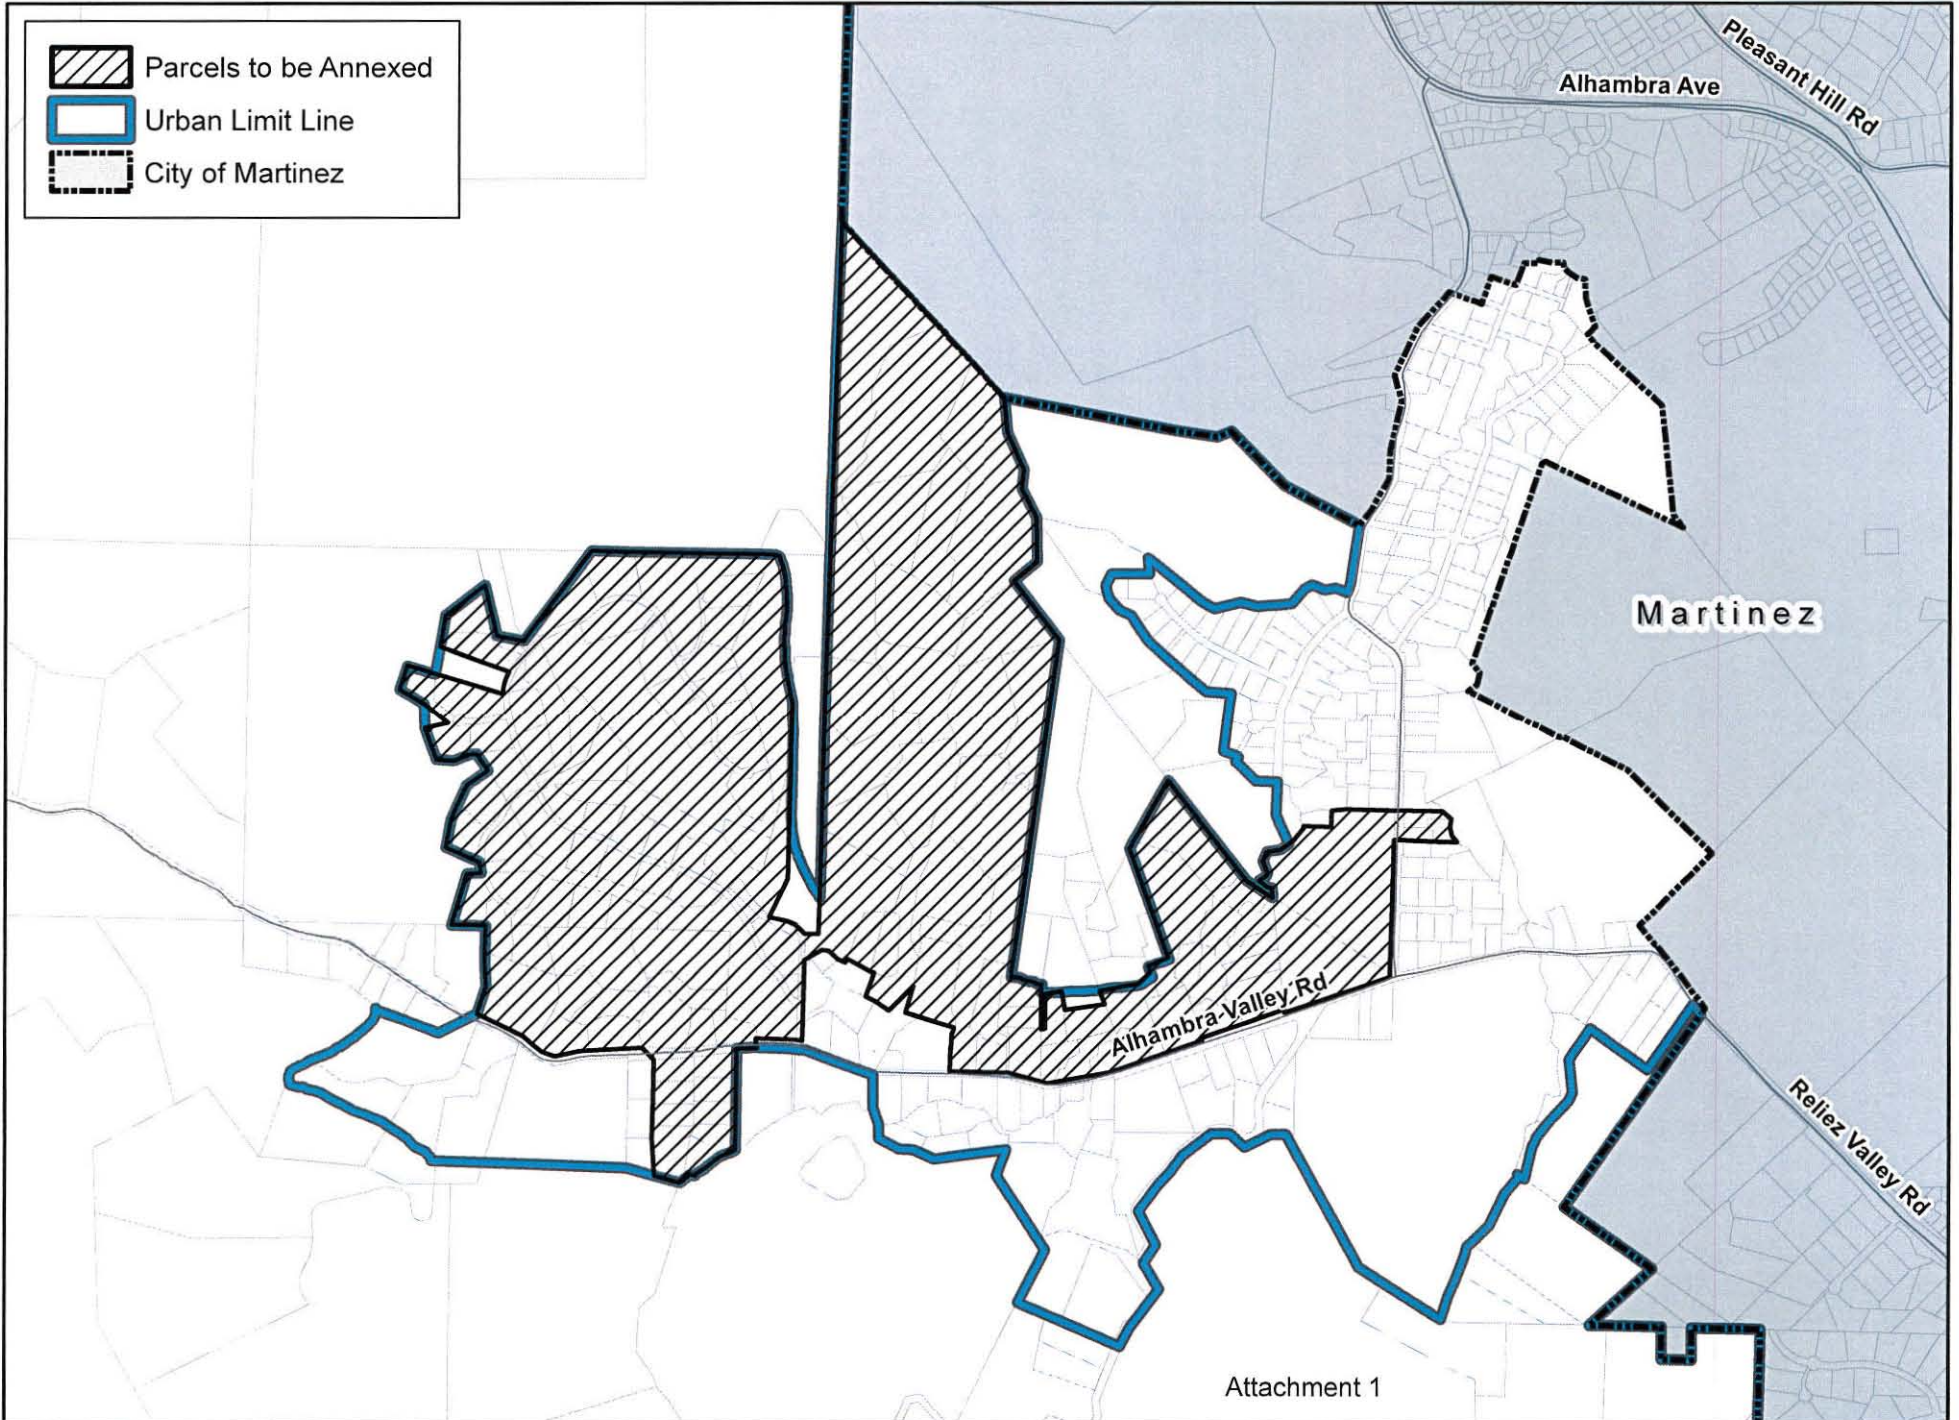 Parcels to be Annexed
Urban Limit Line
City of Martinez
Pleasant Hill Rd
Alhambra Ave
Martinez
Alhambra Valley Rd
Reliez Valley Rd
Attachment 1